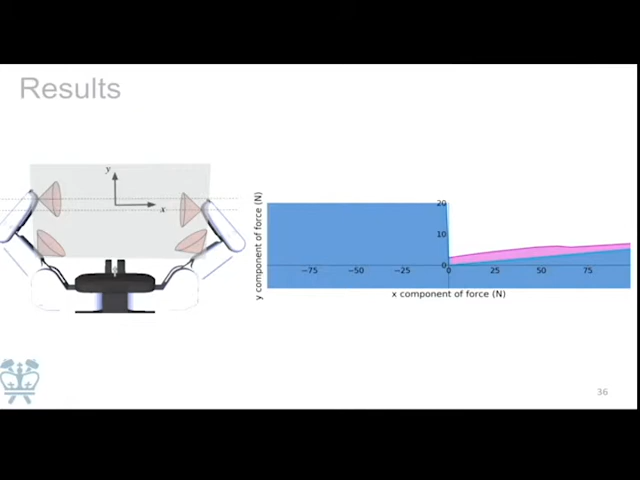 Results
y
x
y component of force (N)
20
10
0
−75
−50
−25
0
25
50
75
x component of force (N)
36